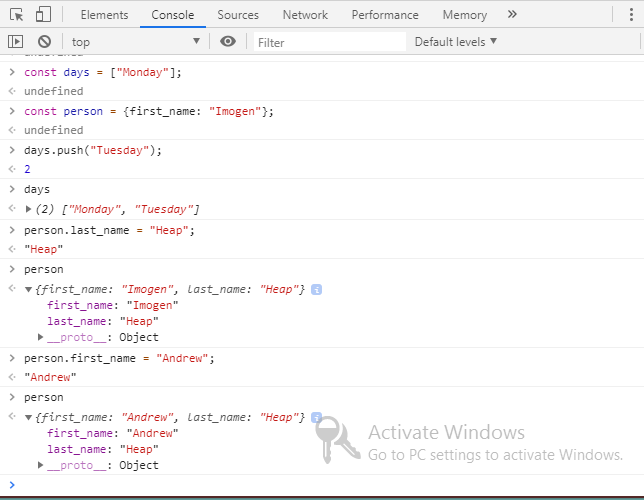 Elements Console Sources Network Performance Memory »
top Filter Default levels
undefined
> const days = ["Monday"];
undefined
> const person = {first_name: "Imogen"};
undefined
> days.push("Tuesday");
2
> days
(2) ["Monday", "Tuesday"]
> person.last_name = "Heap";
"Heap"
> person
{first_name: "Imogen", last_name: "Heap"} i
first_name: "Imogen"
last_name: "Heap"
__proto__: Object
> person.first_name = "Andrew";
"Andrew"
> person
{first_name: "Andrew", last_name: "Heap"} i
first_name: "Andrew"
last_name: "Heap"
__proto__: Object
>
Activate Windows
Go to PC settings to activate Windows.